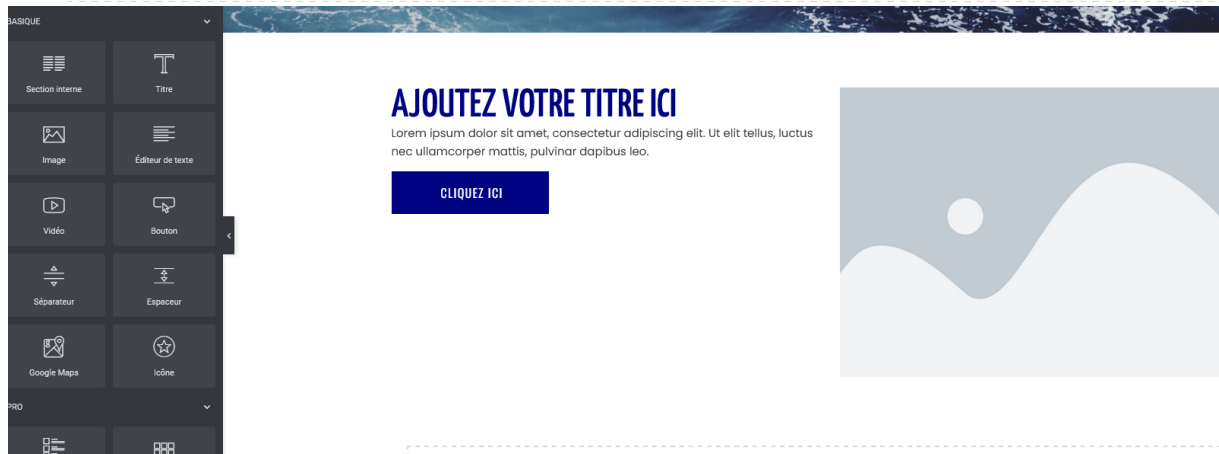 BASIQUE
Section interne
Titre
Image
Éditeur de texte
Vidéo
Bouton
Séparateur
Espaceur
Google Maps
Icône
PRO
AJOUTEZ VOTRE TITRE ICI
Lorem ipsum dolor sit amet, consectetur adipiscing elit. Ut elit tellus, luctus
nec ullamcorper mattis, pulvinar dapibus leo.
CLIQUEZ ICI